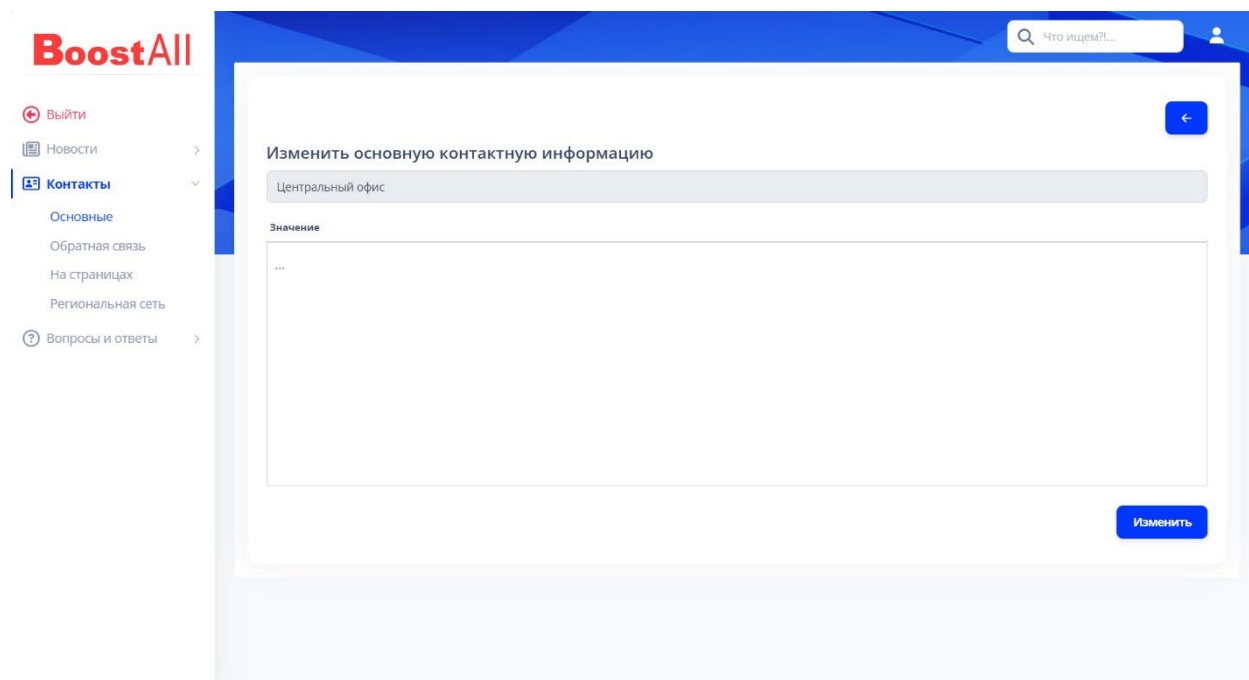 BoostAll
Что ищем?!...
Выйти
Новости
Контакты
Основные
Обратная связь
На страницах
Региональная сеть
Вопросы и ответы
Изменить основную контактную информацию
Центральный офис
Значение
...
Изменить